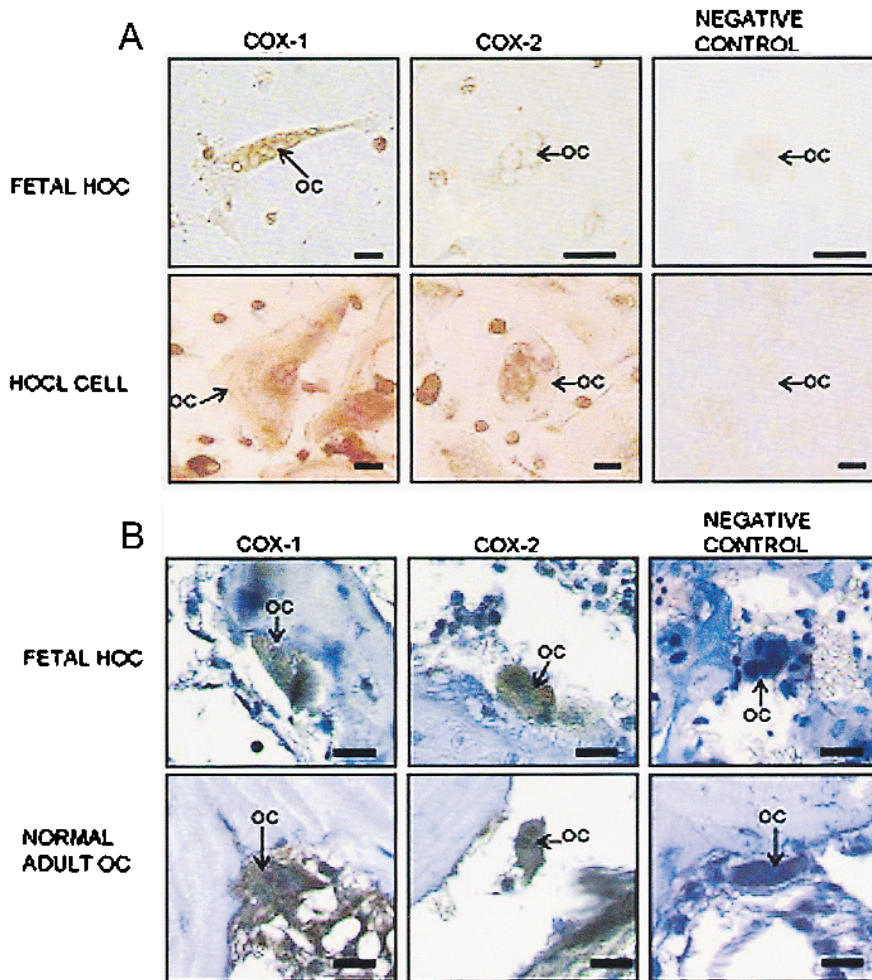 A
COX-1
COX-2
NEGATIVE
CONTROL
FETAL HOC
OC
OC
OC
HOCL CELL
OC
OC
OC
B
COX-1
COX-2
NEGATIVE
CONTROL
FETAL HOC
OC
OC
OC
NORMAL
ADULT OC
OC
OC
OC